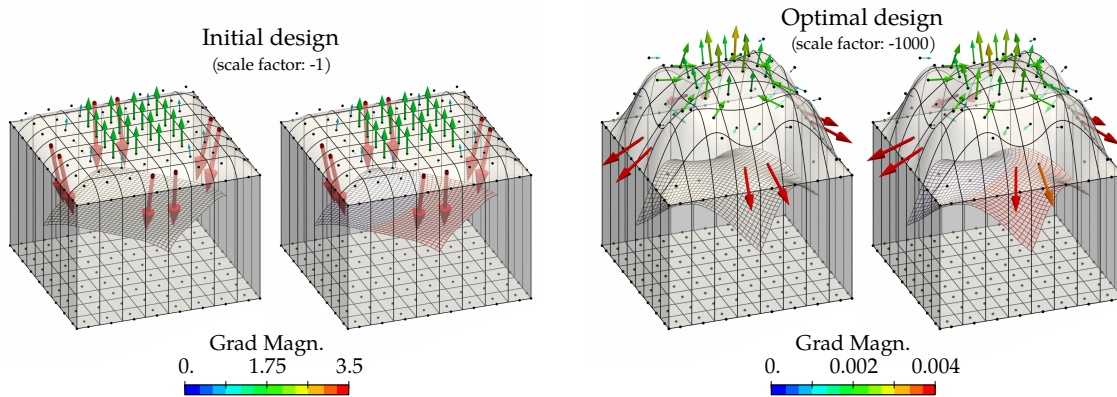 Initial design
(scale factor: -1)
Grad Magn.
0. 1.75 3.5
Optimal design
(scale factor: -1000)
Grad Magn.
0. 0.002 0.004